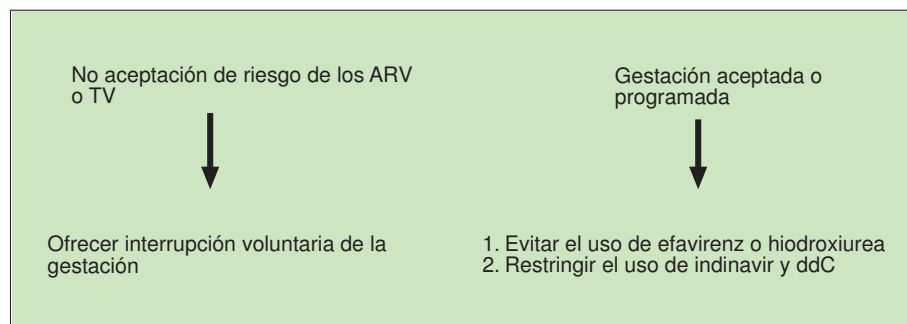 No aceptación de riesgo de los ARV
o TV
Gestación aceptada o
programada
Ofrecer interrupción voluntaria de la
gestación
1. Evitar el uso de efavirenz o hiodroxiurea
2. Restringir el uso de indinavir y ddC